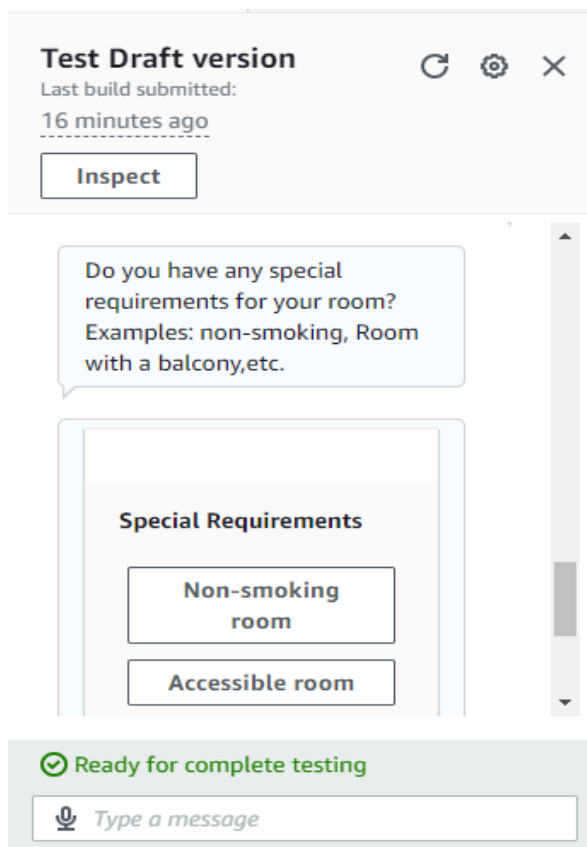 Test Draft version
Last build submitted:
16 minutes ago
Inspect
Do you have any special
requirements for your room?
Examples: non-smoking, Room
with a balcony,etc.
Special Requirements
Non-smoking
room
Accessible room
Ready for complete testing
Type a message